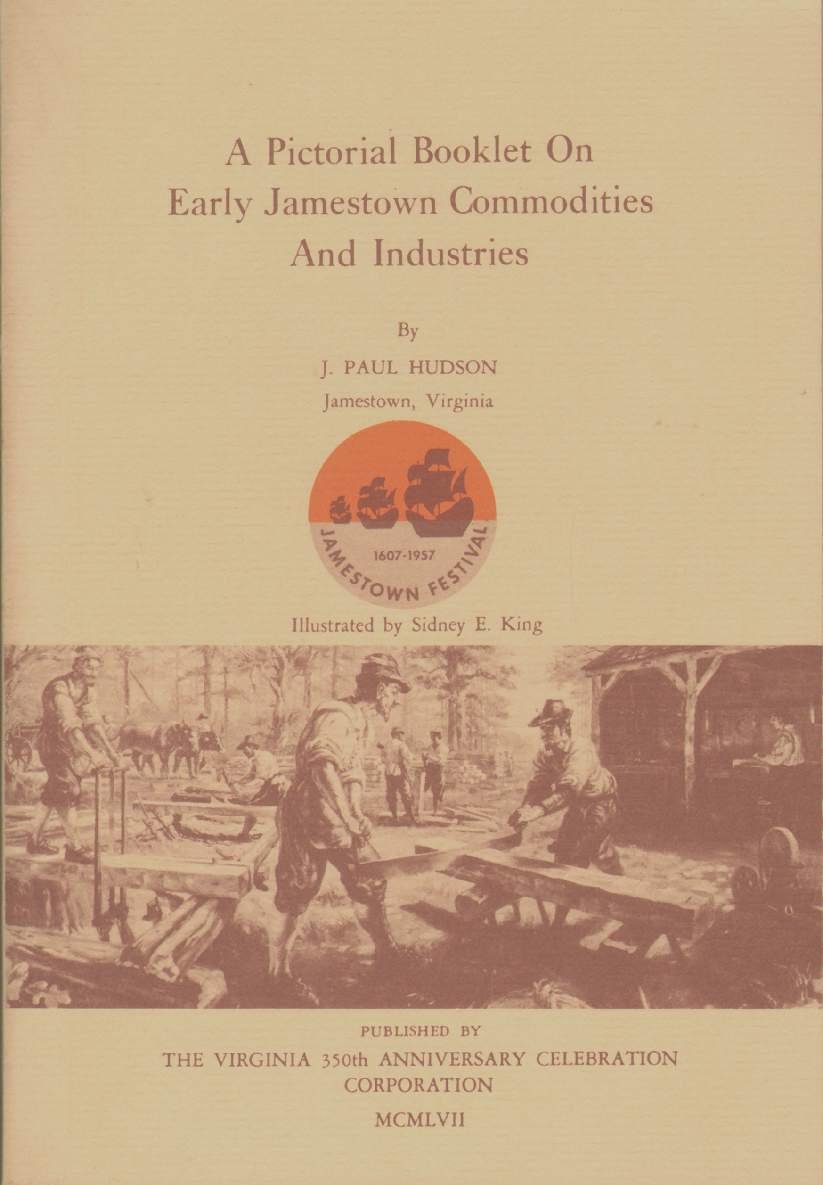 A Pictorial Booklet On
Early Jamestown Commodities
And Industries
By
J. PAUL HUDSON
Jamestown, Virginia
1607-1957
JAMESTOWN FESTIVAL
Illustrated by Sidney E. King
PUBLISHED BY
THE VIRGINIA 350th ANNIVERSARY CELEBRATION
CORPORATION
MCMLVII